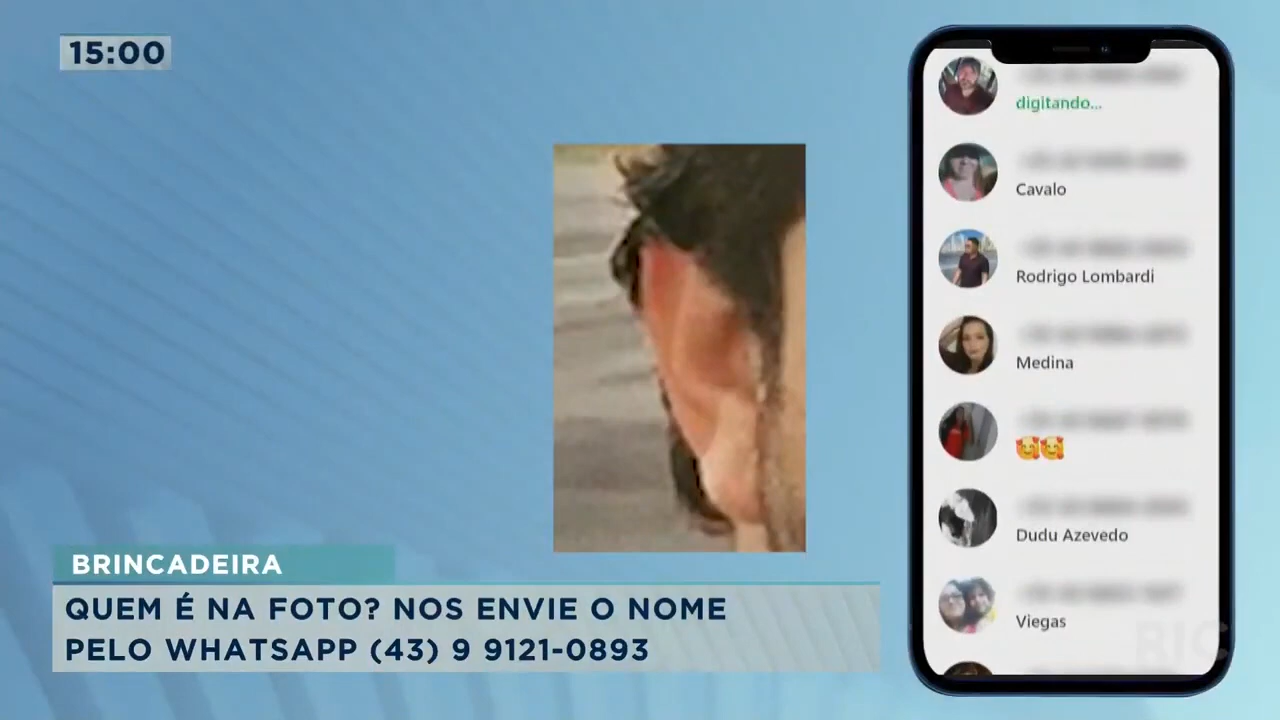 15:00
digitando...
Cavalo
Rodrigo Lombardi
Medina
🥰🥰
Dudu Azevedo
Viegas
RIC
BRINCADEIRA
QUEM É NA FOTO? NOS ENVIE O NOME
PELO WHATSAPP (43) 9 9121-0893